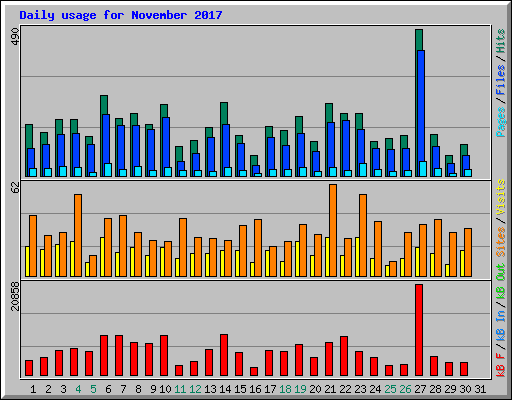 Daily usage for November 2017
490
62
20858
Pages / Files / Hits
kB F / kB In / kB Out Sites / Visits
1 2 3 4 5 6 7 8 9 10 11 12 13 14 15 16 17 18 19 20 21 22 23 24 25 26 27 28 29 30 31